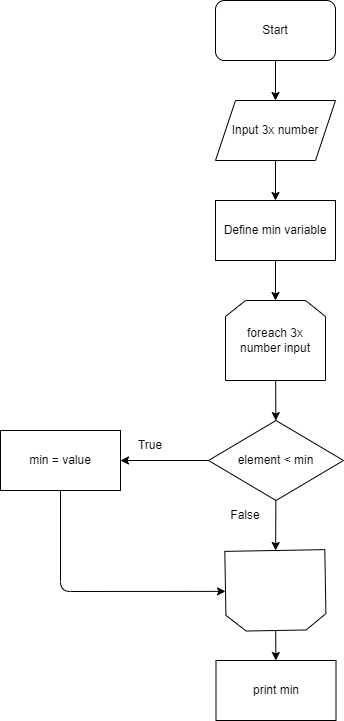 Start
Input 3x number
Define min variable
foreach 3x
number input
element < min
True
min = value
False
print min